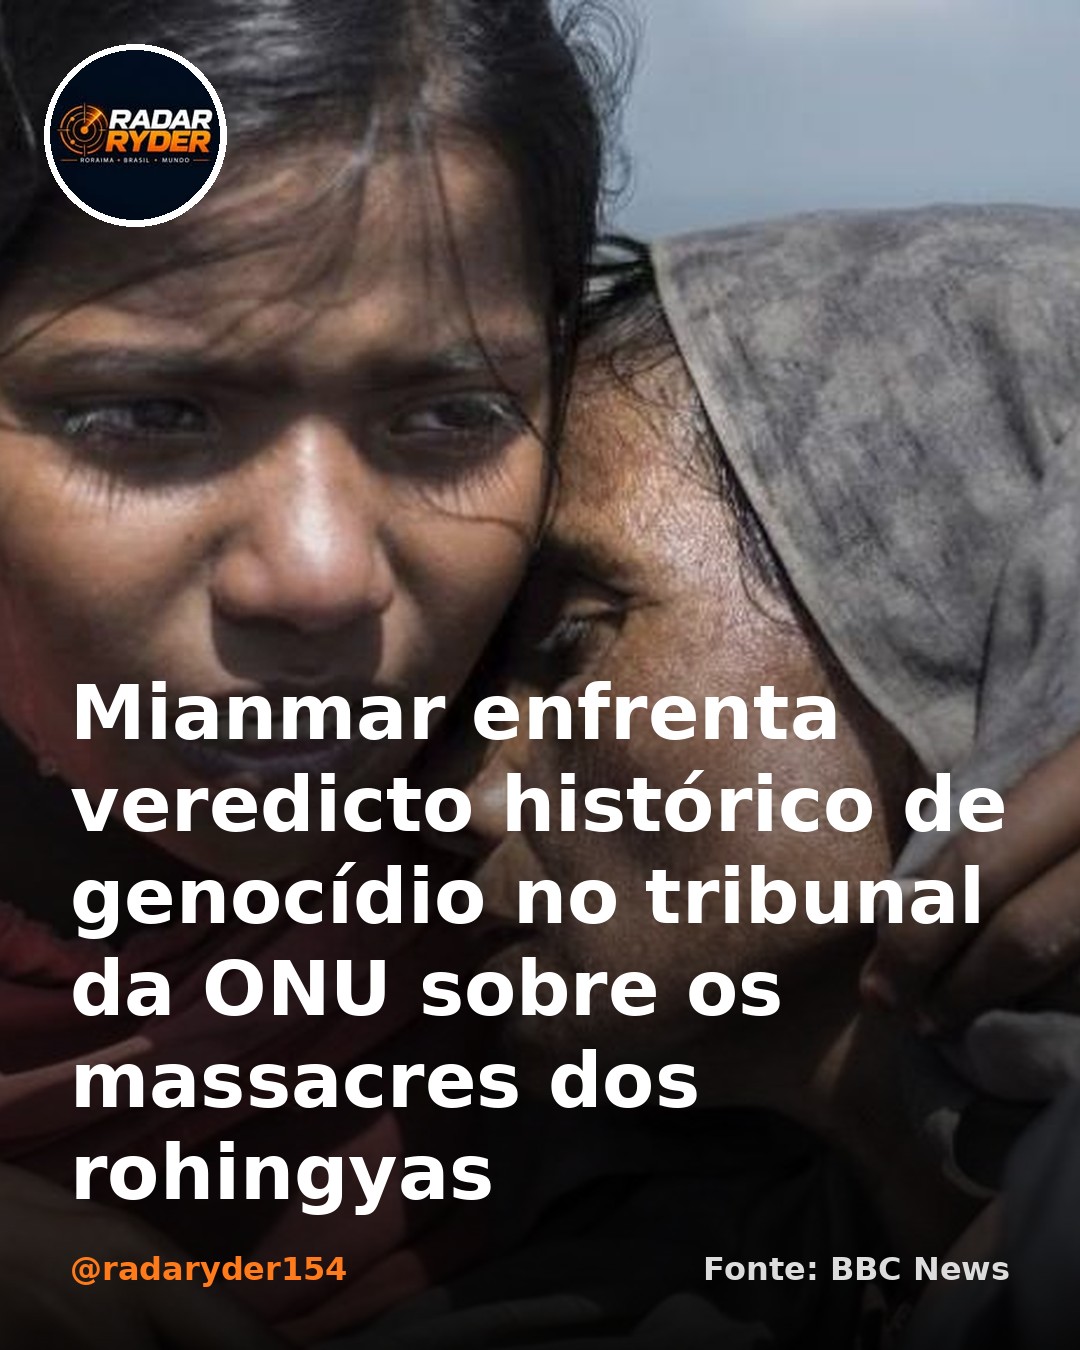 RADAR
RYDER
RORAIMA • BRASIL • MUNDO
Mianmar enfrenta
veredicto histórico de
genocídio no tribunal
da ONU sobre os
massacres dos
rohingyas
@radaryder154
Fonte: BBC News